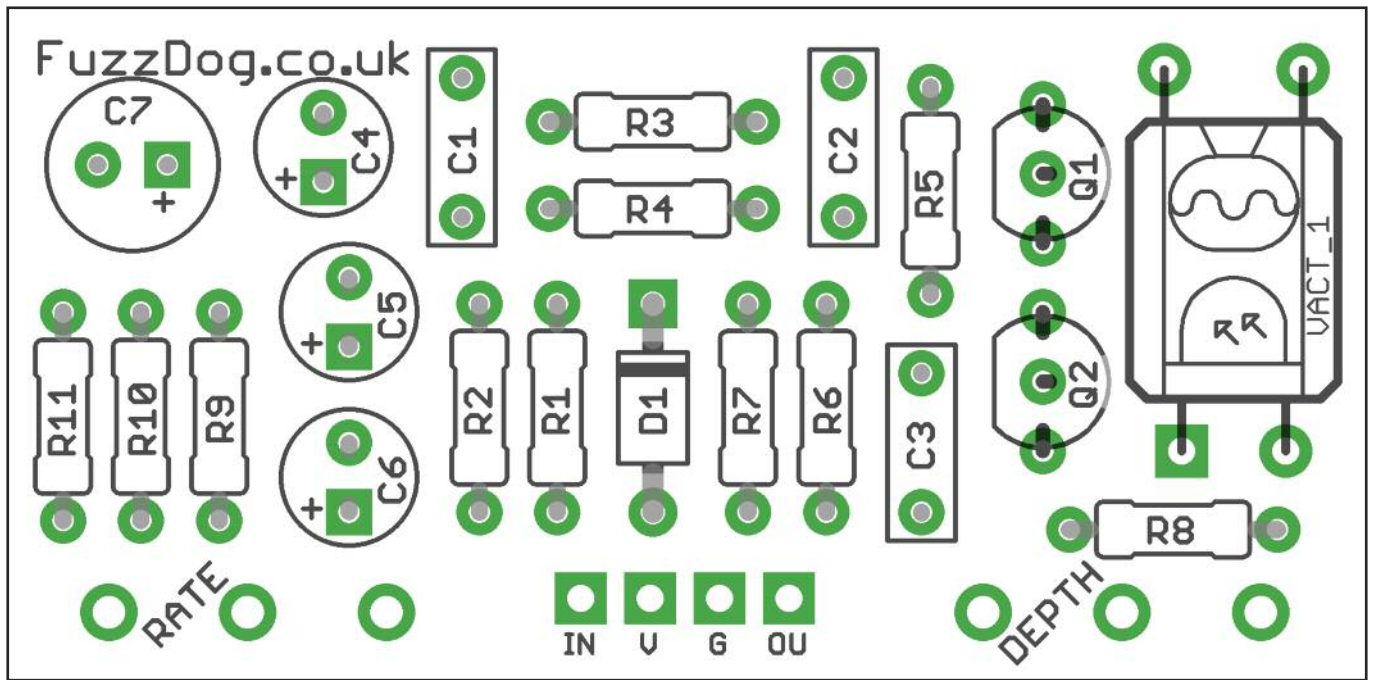 FuzzDog.co.uk
C7
C4
+
+
C1
R3
R4
C2
R5
Q1
VACT_1
C5
+
C6
+
R11
R10
R9
R2
R1
D1
R7
R6
C3
Q2
R8
RATE
IN V G OU
DEPTH